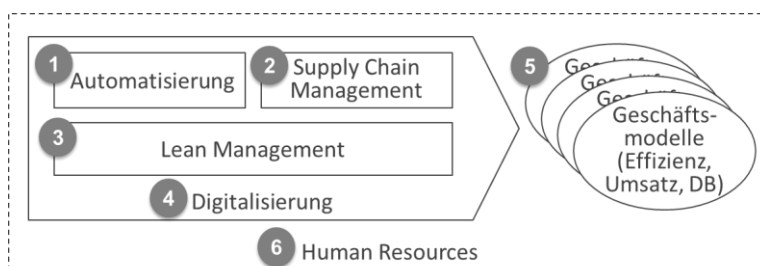 1
Automatisierung
2
Supply Chain
Management
3
Lean Management
4
Digitalisierung
5
Geschäfts-
modelle
(Effizienz,
Umsatz, DB)
6
Human Resources